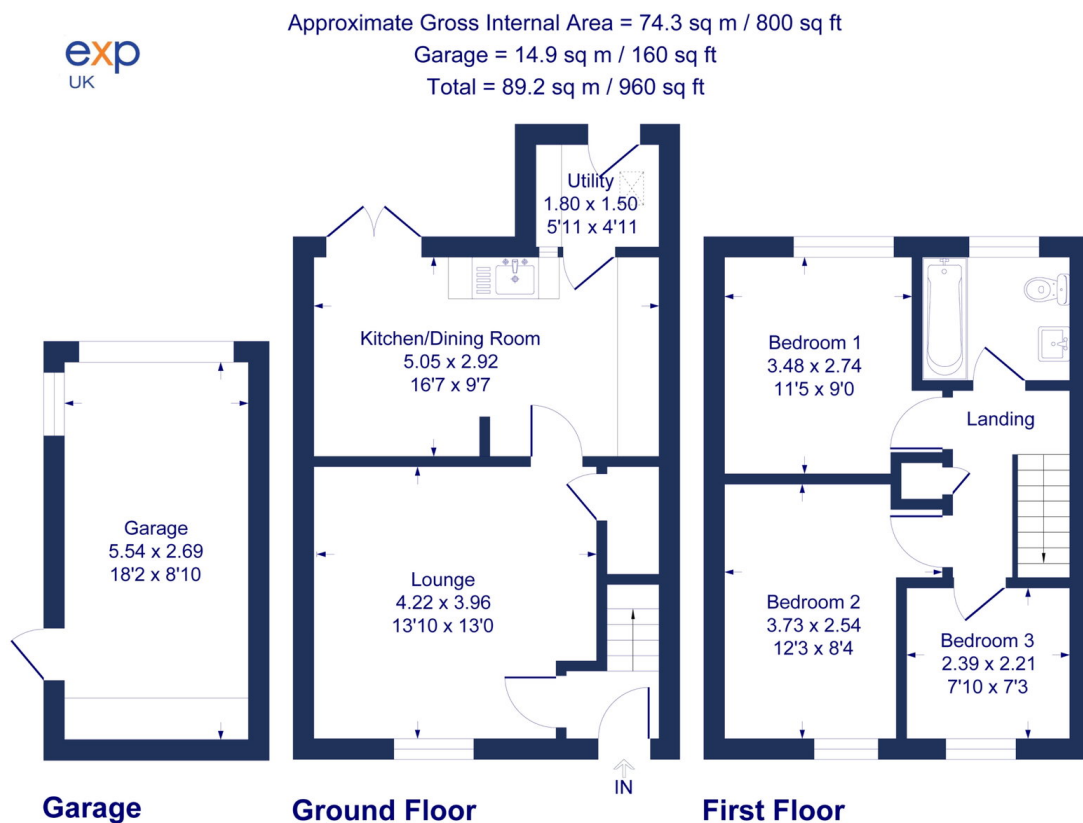 Approximate Gross Internal Area = 74.3 sq m / 800 sq ft
Garage = 14.9 sq m / 160 sq ft
Total = 89.2 sq m / 960 sq ft
exp
UK
Garage
5.54 x 2.69
18'2 x 8'10
Garage
Utility
1.80 x 1.50
5'11 x 4'11
Kitchen/Dining Room
5.05 x 2.92
16'7 x 9'7
Lounge
4.22 x 3.96
13'10 x 13'0
IN
Ground Floor
Bedroom 1
3.48 x 2.74
11'5 x 9'0
Landing
Bedroom 2
3.73 x 2.54
12'3 x 8'4
Bedroom 3
2.39 x 2.21
7'10 x 7'3
First Floor